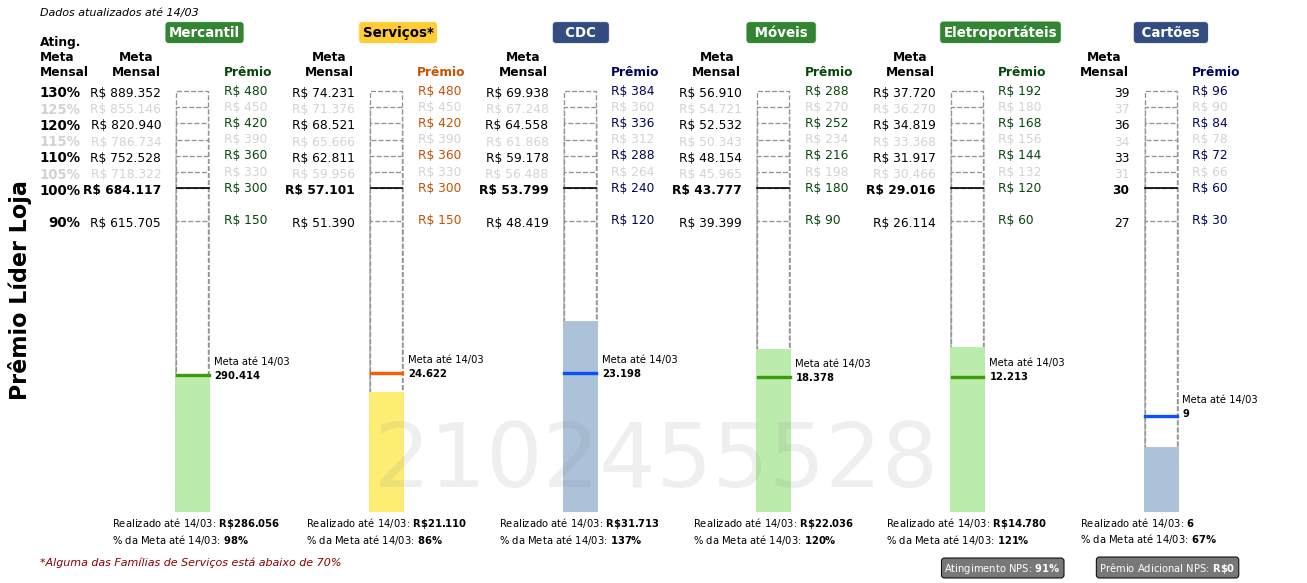 Dados atualizados até 14/03
Mercantil Serviços* CDC Móveis Eletroportáteis Cartões
Ating.
Meta Meta Meta Meta Meta Meta Meta
Mensal Mensal Prêmio Mensal Prêmio Mensal Prêmio Mensal Prêmio Mensal Prêmio Mensal Prêmio
130% R$ 889.352 R$ 480 R$ 74.231 R$ 480 R$ 69.938 R$ 384 R$ 56.910 R$ 288 R$ 37.720 R$ 192 39 R$ 96
125% R$ 855.146 R$ 450 R$ 71.376 R$ 450 R$ 67.248 R$ 360 R$ 54.721 R$ 270 R$ 36.270 R$ 180 37 R$ 90
120% R$ 820.940 R$ 420 R$ 68.521 R$ 420 R$ 64.558 R$ 336 R$ 52.532 R$ 252 R$ 34.819 R$ 168 36 R$ 84
115% R$ 786.734 R$ 390 R$ 65.666 R$ 390 R$ 61.868 R$ 312 R$ 50.343 R$ 234 R$ 33.368 R$ 156 34 R$ 78
110% R$ 752.528 R$ 360 R$ 62.811 R$ 360 R$ 59.178 R$ 288 R$ 48.154 R$ 216 R$ 31.917 R$ 144 33 R$ 72
105% R$ 718.322 R$ 330 R$ 59.956 R$ 330 R$ 56.488 R$ 264 R$ 45.965 R$ 198 R$ 30.466 R$ 132 31 R$ 66
100% R$ 684.117 R$ 300 R$ 57.101 R$ 300 R$ 53.799 R$ 240 R$ 43.777 R$ 180 R$ 29.016 R$ 120 30 R$ 60
90% R$ 615.705 R$ 150 R$ 51.390 R$ 150 R$ 48.419 R$ 120 R$ 39.399 R$ 90 R$ 26.114 R$ 60 27 R$ 30
Prêmio Líder Loja
Meta até 14/03 Meta até 14/03 Meta até 14/03 Meta até 14/03 Meta até 14/03
290.414 24.622 23.198 18.378 12.213
Meta até 14/03
9
2102455528
Realizado até 14/03: R$286.056 Realizado até 14/03: R$21.110 Realizado até 14/03: R$31.713 Realizado até 14/03: R$22.036 Realizado até 14/03: R$14.780 Realizado até 14/03: 6
% da Meta até 14/03: 98% % da Meta até 14/03: 86% % da Meta até 14/03: 137% % da Meta até 14/03: 120% % da Meta até 14/03: 121% % da Meta até 14/03: 67%
*Alguma das Famílias de Serviços está abaixo de 70%
Atingimento NPS: 91% Prêmio Adicional NPS: R$0